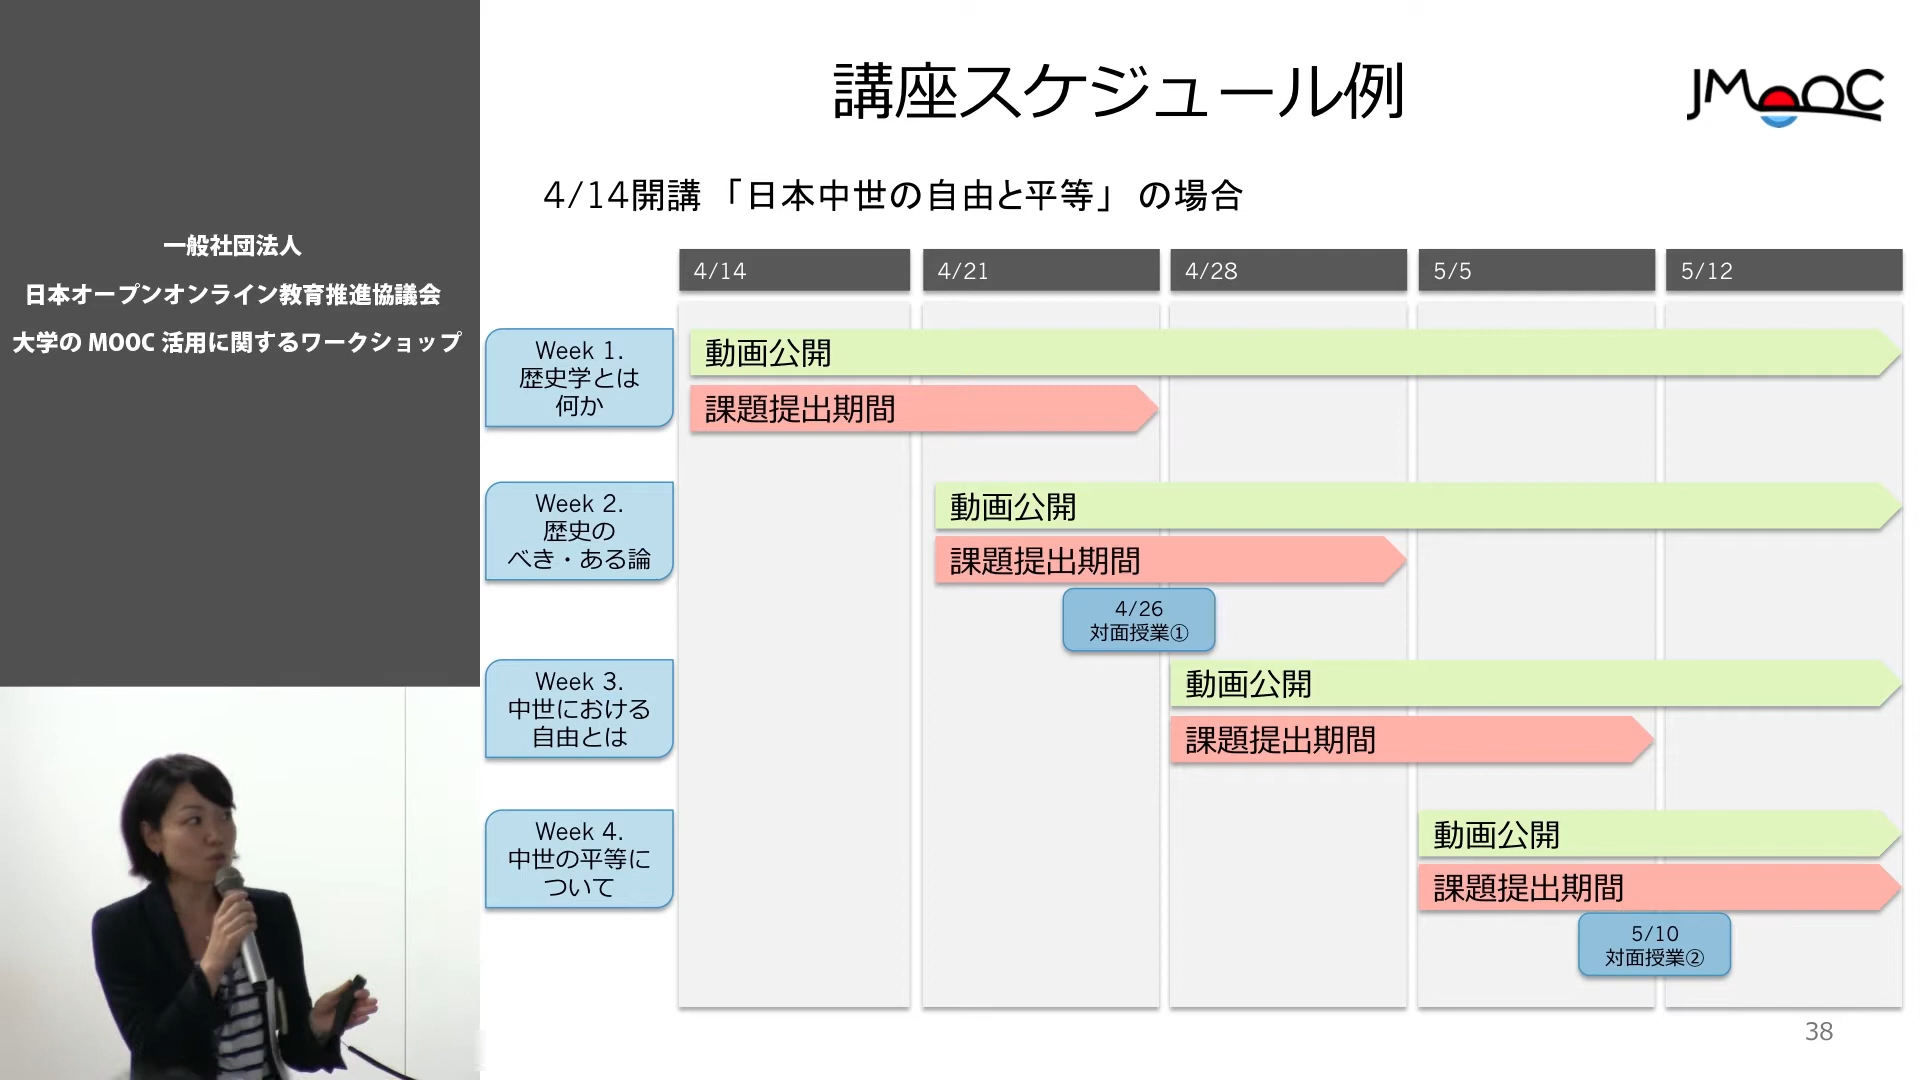 一般社団法人
日本オープンオンライン教育推進協議会
大学の MOOC 活用に関するワークショップ
講座スケジュール例
JMOOC
4/14開講 「日本中世の自由と平等」 の場合
4/14
4/21
4/28
5/5
5/12
Week 1.
歴史学とは
何か
動画公開
課題提出期間
Week 2.
歴史の
べき・ある論
動画公開
課題提出期間
4/26
対面授業①
Week 3.
中世における
自由とは
動画公開
課題提出期間
Week 4.
中世の平等に
ついて
動画公開
課題提出期間
5/10
対面授業②
38